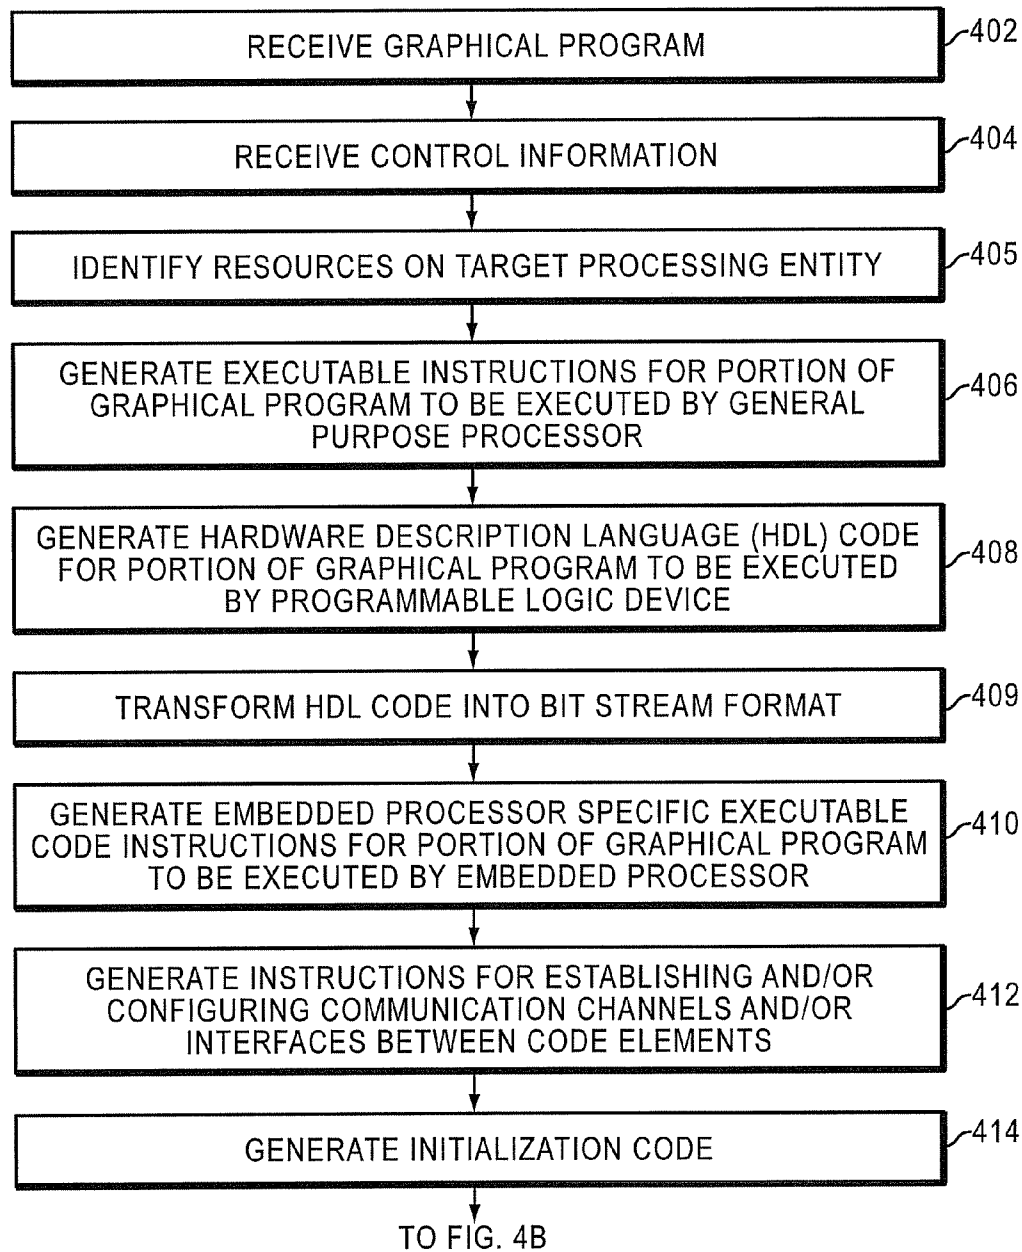 RECEIVE GRAPHICAL PROGRAM
402
RECEIVE CONTROL INFORMATION
404
IDENTIFY RESOURCES ON TARGET PROCESSING ENTITY
405
GENERATE EXECUTABLE INSTRUCTIONS FOR PORTION OF
GRAPHICAL PROGRAM TO BE EXECUTED BY GENERAL
PURPOSE PROCESSOR
406
GENERATE HARDWARE DESCRIPTION LANGUAGE (HDL) CODE
FOR PORTION OF GRAPHICAL PROGRAM TO BE EXECUTED
BY PROGRAMMABLE LOGIC DEVICE
408
TRANSFORM HDL CODE INTO BIT STREAM FORMAT
409
GENERATE EMBEDDED PROCESSOR SPECIFIC EXECUTABLE
CODE INSTRUCTIONS FOR PORTION OF GRAPHICAL PROGRAM
TO BE EXECUTED BY EMBEDDED PROCESSOR
410
GENERATE INSTRUCTIONS FOR ESTABLISHING AND/OR
CONFIGURING COMMUNICATION CHANNELS AND/OR
INTERFACES BETWEEN CODE ELEMENTS
412
GENERATE INITIALIZATION CODE
414
TO FIG. 4B